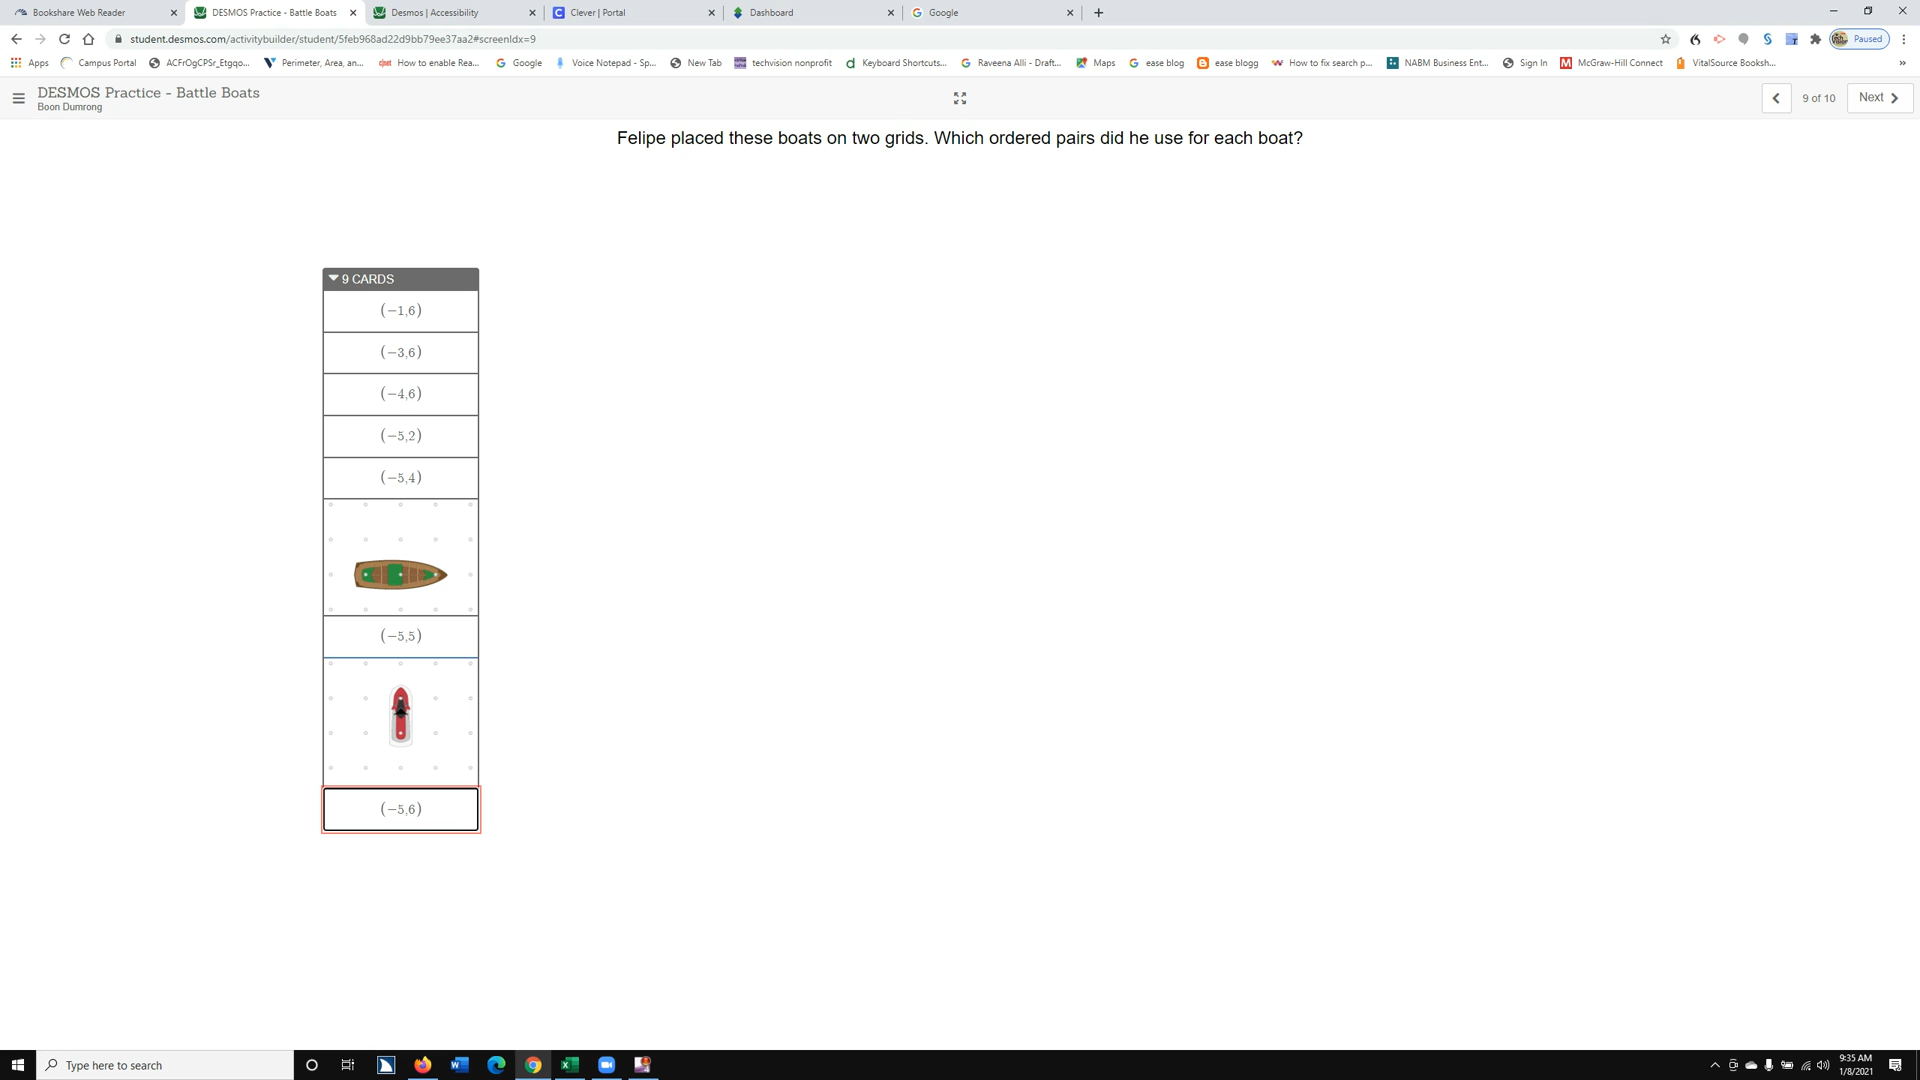 Bookshare Web Reader
DESMOS Practice - Battle Boats
Desmos | Accessibility
Clever | Portal
Dashboard
Google
student.desmos.com/activitybuilder/student/5feb968ad22d9bb79ee37aa2#screenIdx=9
Paused
Apps
Campus Portal
ACFrOgCPSr_Etgqo...
Perimeter, Area, an...
How to enable Rea...
Google
Voice Notepad - Sp...
New Tab
techvision nonprofit
Keyboard Shortcuts...
Raveena Alli - Draft...
Maps
ease blog
ease blogg
How to fix search p...
NABM Business Ent...
Sign In
McGraw-Hill Connect
VitalSource Booksh...
DESMOS Practice - Battle Boats
Boon Dumrong
9 of 10
Next
Felipe placed these boats on two grids. Which ordered pairs did he use for each boat?
9 CARDS
(−1,6)
(−3,6)
(−4,6)
(−5,2)
(−5,4)
(−5,5)
(−5,6)
Type here to search
9:35 AM
1/8/2021